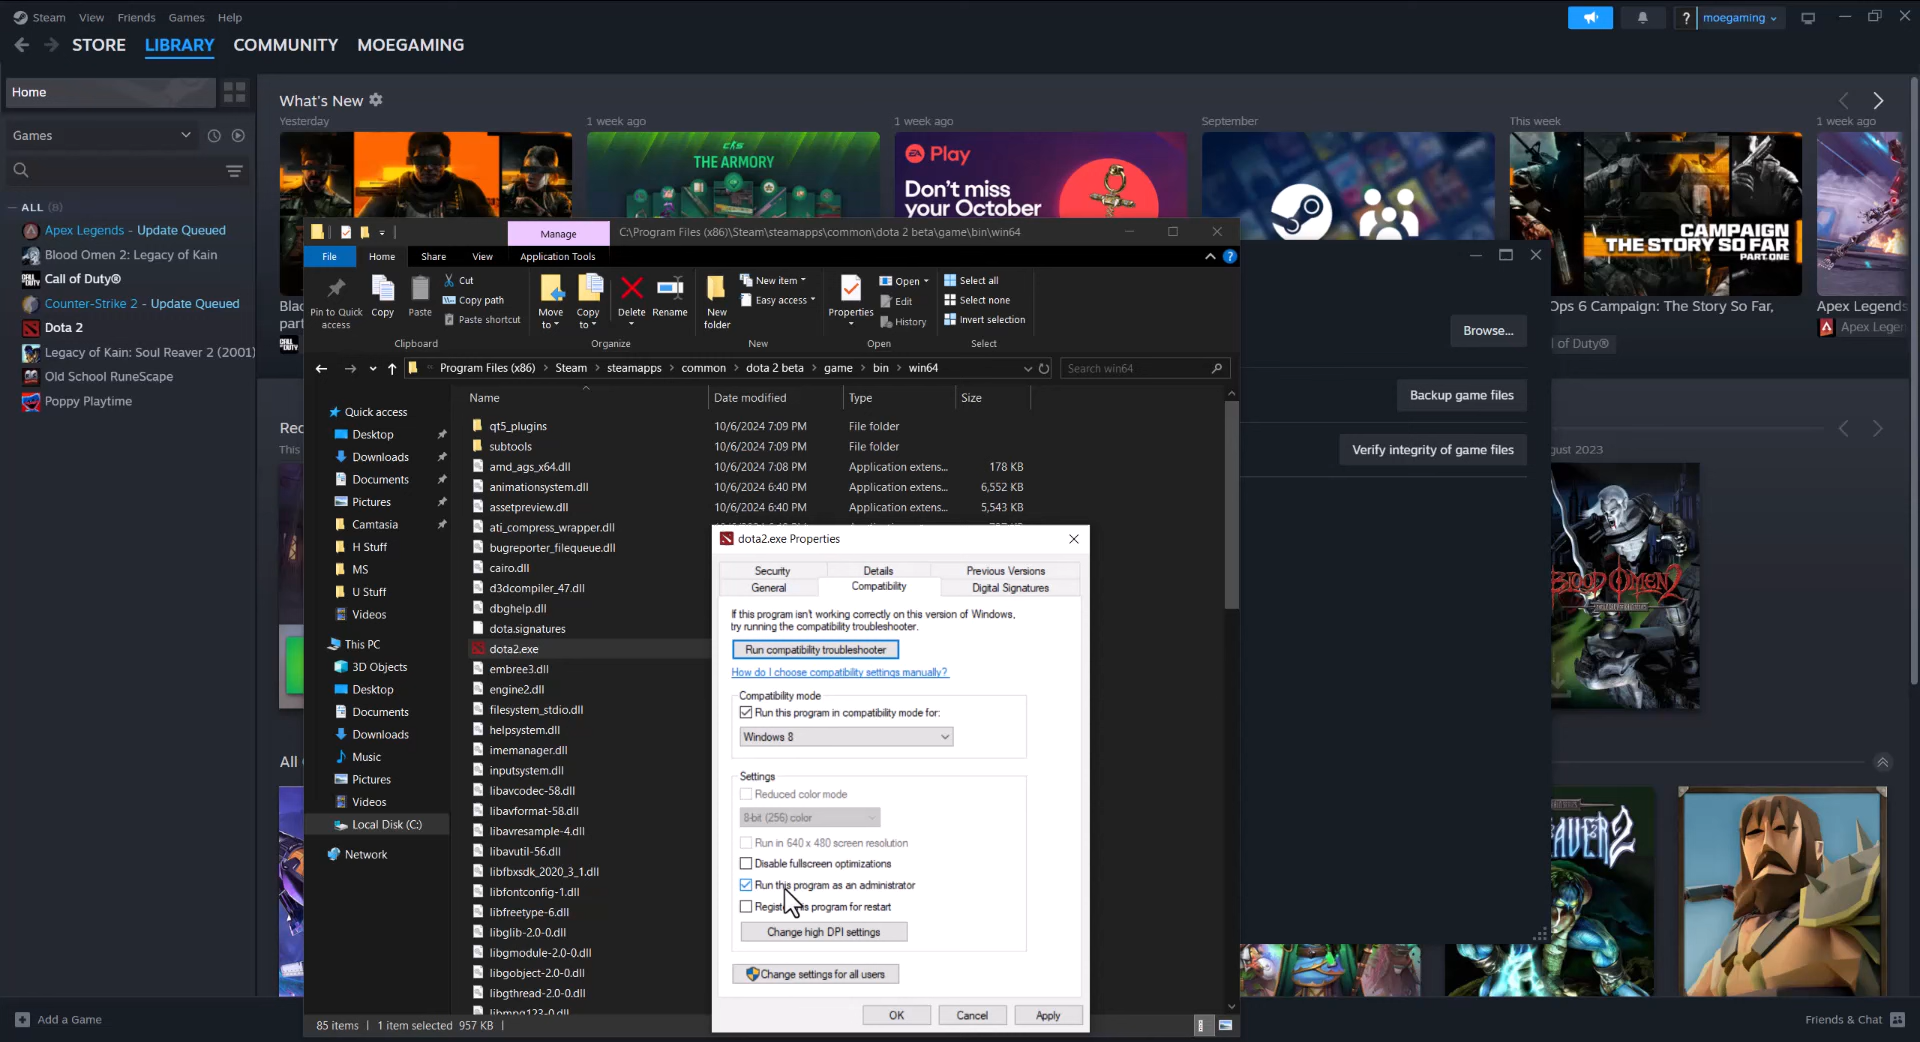 Steam View Friends Games Help
moegaming
STORE LIBRARY COMMUNITY MOEGAMING
Home
Games
ALL (8)
Apex Legends - Update Queued
Blood Omen 2: Legacy of Kain
Call of Duty®
Counter-Strike 2 - Update Queued
Dota 2
Legacy of Kain: Soul Reaver 2 (2001)
Old School RuneScape
Poppy Playtime
Add a Game
What's New
Yesterday
1 week ago
THE ARMORY
1 week ago
EA Play
Don't miss
your October
September
This week
CAMPAIGN
THE STORY SO FAR
PART: ONE
Ops 6 Campaign: The Story So Far,
of Duty®
1 week ago
Apex Legends
Apex Legen
Blac
part
Rec
This
All
Manage
C:\Program Files (x86)\Steam\steamapps\common\dota 2 beta\game\bin\win64
File Home Share View Application Tools
Pin to Quick access
Copy
Paste
Cut
Copy path
Paste shortcut
Clipboard
Move to
Copy to
Delete
Rename
Organize
New folder
New item
Easy access
New
Properties
Open
Edit
History
Open
Select all
Select none
Invert selection
Select
Program Files (x86) > Steam > steamapps > common > dota 2 beta > game > bin > win64
Search win64
Quick access
Desktop
Downloads
Documents
Pictures
Camtasia
H Stuff
MS
U Stuff
Videos
This PC
3D Objects
Desktop
Documents
Downloads
Music
Pictures
Videos
Local Disk (C:)
Network
Name Date modified Type Size
qt5_plugins 10/6/2024 7:09 PM File folder
subtools 10/6/2024 7:09 PM File folder
amd_ags_x64.dll 10/6/2024 7:08 PM Application extens... 178 KB
animationsystem.dll 10/6/2024 6:40 PM Application extens... 6,552 KB
assetpreview.dll 10/6/2024 6:40 PM Application extens... 5,543 KB
ati_compress_wrapper.dll
bugreporter_filequeue.dll
cairo.dll
d3dcompiler_47.dll
dbghelp.dll
dota.signatures
dota2.exe
embree3.dll
engine2.dll
filesystem_stdio.dll
helpsystem.dll
imemanager.dll
inputsystem.dll
libavcodec-58.dll
libavformat-58.dll
libavresample-4.dll
libavutil-56.dll
libfbxsdk_2020_3_1.dll
libfontconfig-1.dll
libfreetype-6.dll
libglib-2.0-0.dll
libgmodule-2.0-0.dll
libgobject-2.0-0.dll
libgthread-2.0-0.dll
libmpg123-0.dll
85 items 1 item selected 957 KB
dota2.exe Properties
Security Details Previous Versions
General Compatibility Digital Signatures
If this program isn't working correctly on this version of Windows,
try running the compatibility troubleshooter.
Run compatibility troubleshooter
How do I choose compatibility settings manually?
Compatibility mode
Run this program in compatibility mode for:
Windows 8
Settings
Reduced color mode
8-bit (256) color
Run in 640 x 480 screen resolution
Disable fullscreen optimizations
Run this program as an administrator
Register this program for restart
Change high DPI settings
Change settings for all users
OK Cancel Apply
Browse...
Backup game files
Verify integrity of game files
gust 2023
BLOOD OMEN 2
AVER2
Friends & Chat